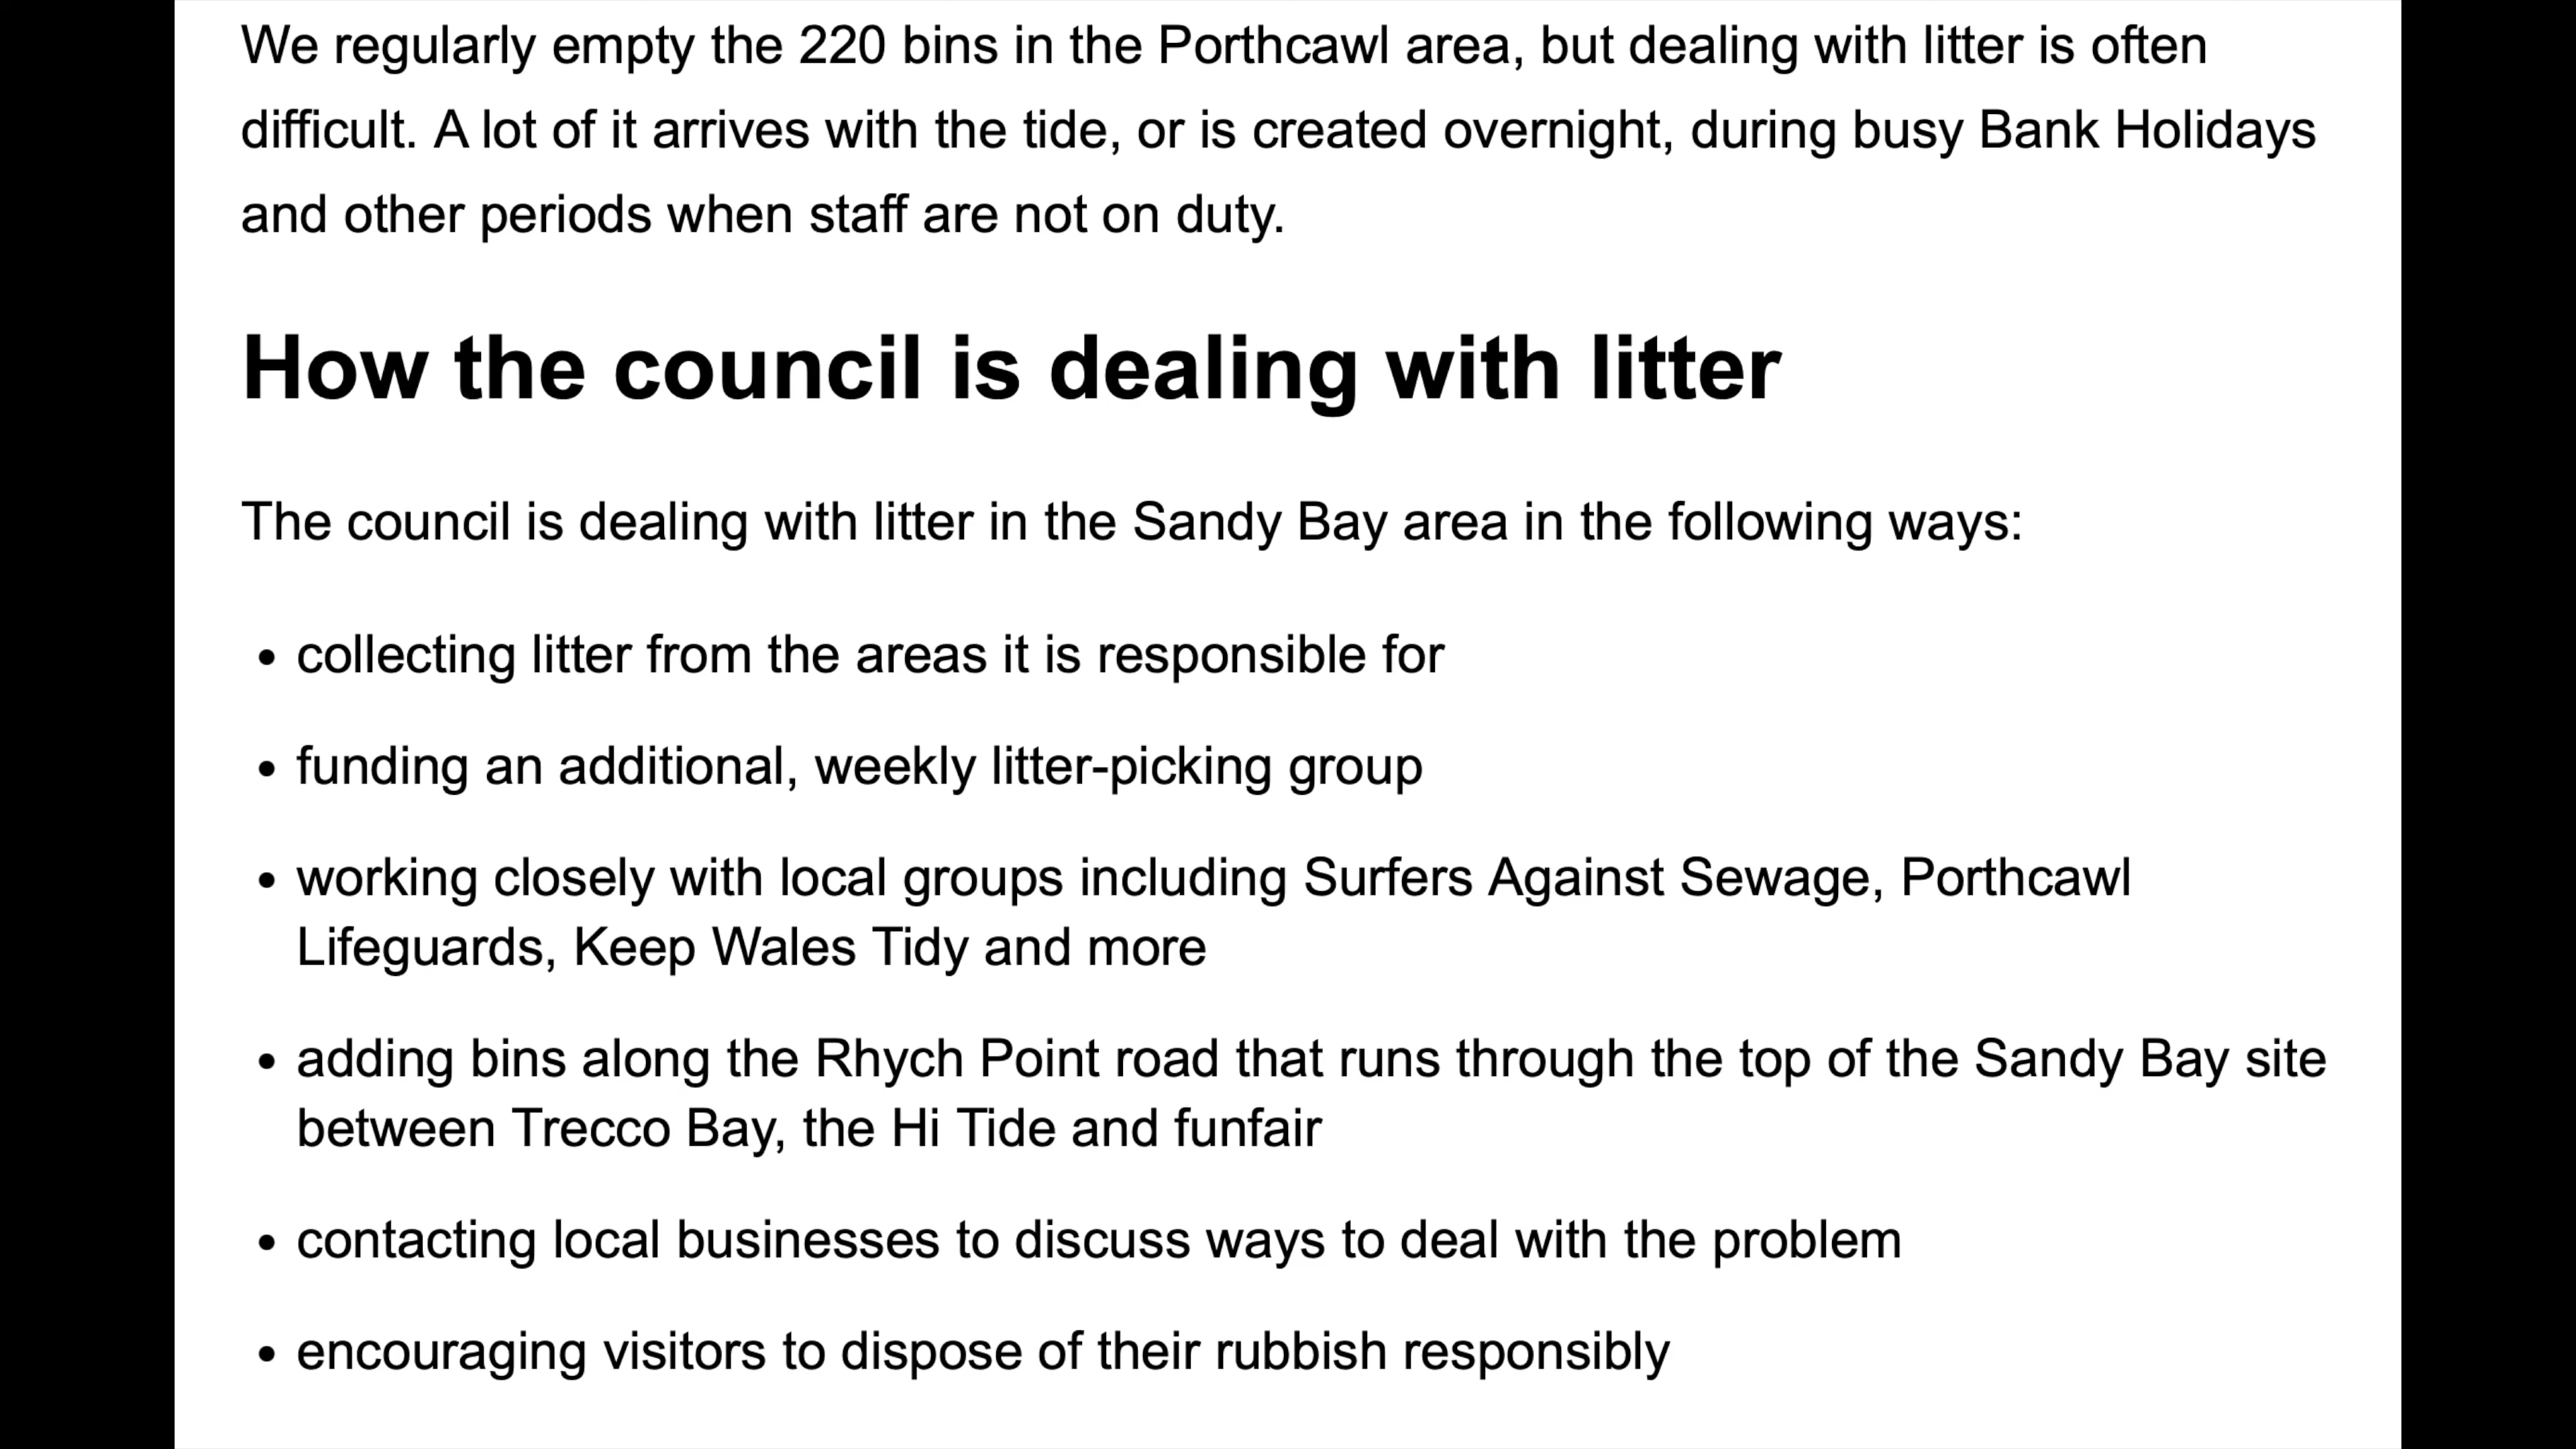 We regularly empty the 220 bins in the Porthcawl area, but dealing with litter is often
difficult. A lot of it arrives with the tide, or is created overnight, during busy Bank Holidays
and other periods when staff are not on duty.
How the council is dealing with litter
The council is dealing with litter in the Sandy Bay area in the following ways:
• collecting litter from the areas it is responsible for
• funding an additional, weekly litter-picking group
• working closely with local groups including Surfers Against Sewage, Porthcawl
Lifeguards, Keep Wales Tidy and more
• adding bins along the Rhych Point road that runs through the top of the Sandy Bay site
between Trecco Bay, the Hi Tide and funfair
• contacting local businesses to discuss ways to deal with the problem
• encouraging visitors to dispose of their rubbish responsibly